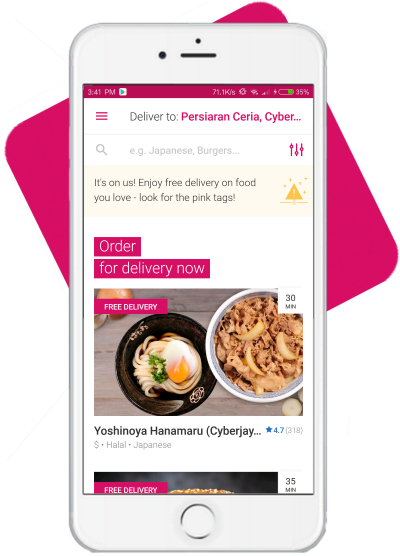 3:41 PM 71.1K/s 35%
Deliver to: Persiaran Ceria, Cyber...
e.g. Japanese, Burgers...
It's on us! Enjoy free delivery on food
you love - look for the pink tags!
Order
for delivery now
FREE DELIVERY
30
MIN
Yoshinoya Hanamaru (Cyberjay... 4.7 (318)
$ • Halal • Japanese
FREE DELIVERY
35
MIN